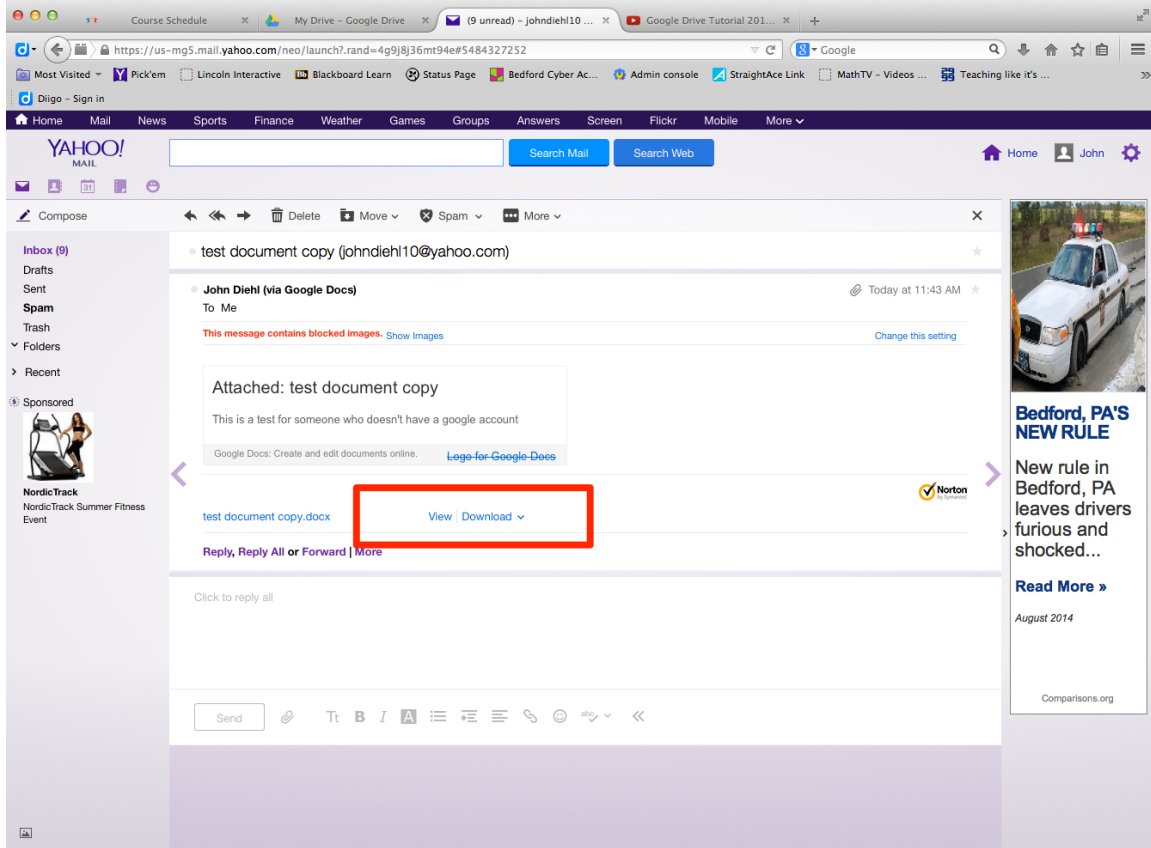 Course Schedule
My Drive – Google Drive
(9 unread) – johndiehl10 ...
Google Drive Tutorial 201...
https://us-mg5.mail.yahoo.com/neo/launch?.rand=4g9j8j36mt94e#5484327252
Google
Most Visited
Pick'em
Lincoln Interactive
Blackboard Learn
Status Page
Bedford Cyber Ac...
Admin console
StraightAce Link
MathTV – Videos ...
Teaching like it's ...
Diigo – Sign in
Home Mail News Sports Finance Weather Games Groups Answers Screen Flickr Mobile More
YAHOO!
MAIL
Search Mail
Search Web
Home
John
31
Compose
Delete
Move
Spam
More
Inbox (9)
Drafts
Sent
Spam
Trash
Folders
Recent
Sponsored
NordicTrack
NordicTrack Summer Fitness
Event
test document copy (johndiehl10@yahoo.com)
John Diehl (via Google Docs)
Today at 11:43 AM
To Me
This message contains blocked images. Show Images
Change this setting
Attached: test document copy
This is a test for someone who doesn't have a google account
Google Docs: Create and edit documents online.
Logo for Google Docs
Norton
by Symantec
test document copy.docx
View Download
Reply, Reply All or Forward | More
Click to reply all
Send
Tt B I A
abc
Bedford, PA'S
NEW RULE
New rule in
Bedford, PA
leaves drivers
furious and
shocked...
Read More »
August 2014
Comparisons.org